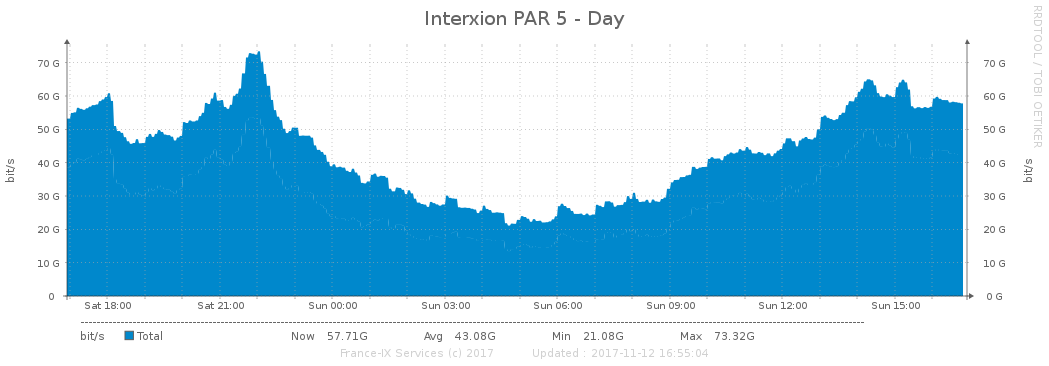 Interxion PAR 5 - Day
RRDTOOL / TOBI OETIKER
bit/s
70 G
60 G
50 G
40 G
30 G
20 G
10 G
0
70 G
60 G
50 G
40 G
30 G
20 G
10 G
0 G
bit/s
Sat 18:00 Sat 21:00 Sun 00:00 Sun 03:00 Sun 06:00 Sun 09:00 Sun 12:00 Sun 15:00
bit/s Total Now 57.71G Avg 43.08G Min 21.08G Max 73.32G
France-IX Services (c) 2017 Updated : 2017-11-12 16:55:04